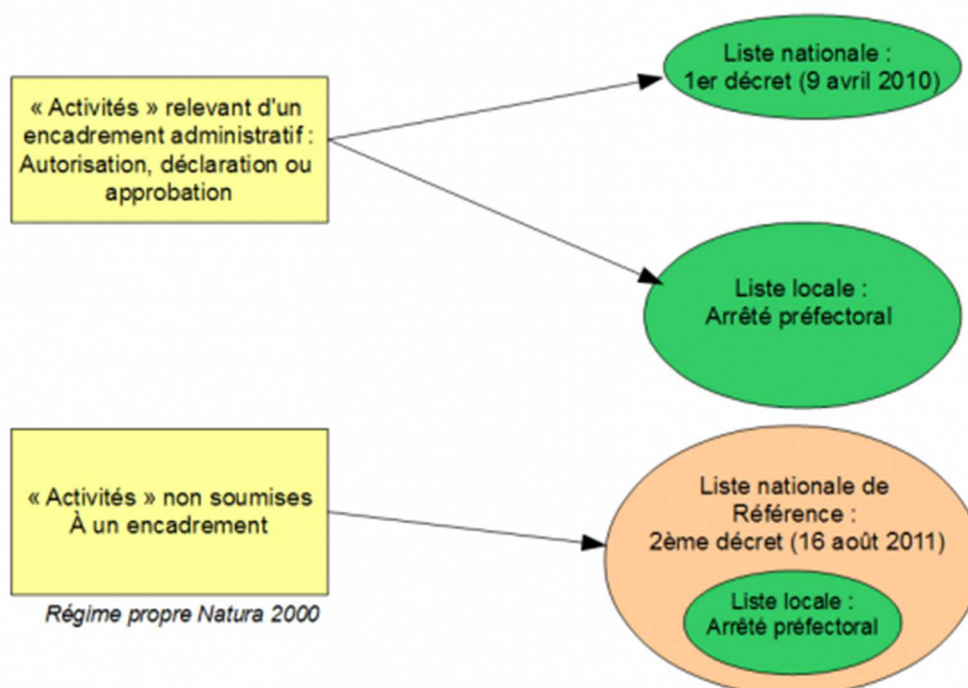 « Activités » relevant d'un
encadrement administratif :
Autorisation, déclaration ou
approbation
Liste nationale :
1er décret (9 avril 2010)
Liste locale :
Arrêté préfectoral
« Activités » non soumises
À un encadrement
Régime propre Natura 2000
Liste nationale de
Référence :
2ème décret (16 août 2011)
Liste locale :
Arrêté préfectoral